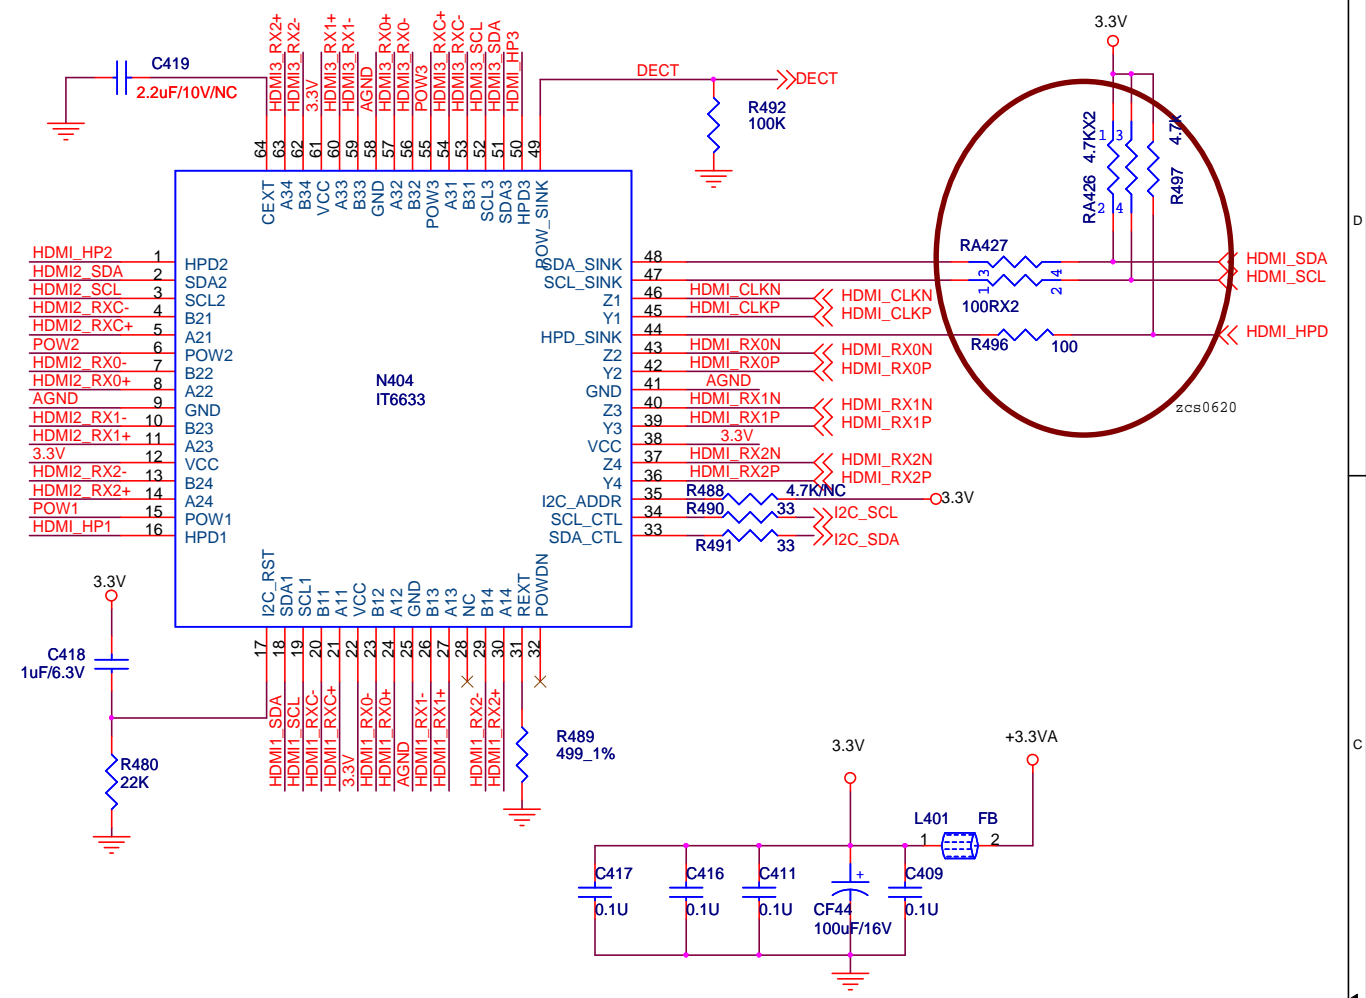 3.3V
C419
2.2uF/10V/NC
HDMI3_RX2+
HDMI3_RX2-
3.3V
HDMI3_RX1+
HDMI3_RX1-
AGND
HDMI3_RX0+
HDMI3_RX0-
POW3
HDMI3_RXC+
HDMI3_RXC-
HDMI3_SCL
HDMI3_SDA
HDMI_HP3
DECT
DECT
R492
100K
64 63 62 61 60 59 58 57 56 55 54 53 52 51 50 49
CEXT
A34
B34
VCC
A33
B33
GND
A32
B32
POW3
A31
B31
SCL3
SDA3
HPD3
POW_SINK
RA426 4.7KX2
1 3
2 4
4.7K
R497
D
HDMI_HP2 1 HPD2
HDMI2_SDA 2 SDA2
HDMI2_SCL 3 SCL2
HDMI2_RXC- 4 B21
HDMI2_RXC+ 5 A21
POW2 6 POW2
HDMI2_RX0- 7 B22
HDMI2_RX0+ 8 A22
AGND 9 GND
HDMI2_RX1- 10 B23
HDMI2_RX1+ 11 A23
3.3V 12 VCC
HDMI2_RX2- 13 B24
HDMI2_RX2+ 14 A24
POW1 15 POW1
HDMI_HP1 16 HPD1
N404
IT6633
SDA_SINK 48
SCL_SINK 47
Z1 46 HDMI_CLKN HDMI_CLKN
Y1 45 HDMI_CLKP HDMI_CLKP
HPD_SINK 44
Z2 43 HDMI_RX0N HDMI_RX0N
Y2 42 HDMI_RX0P HDMI_RX0P
GND 41 AGND
Z3 40 HDMI_RX1N HDMI_RX1N
Y3 39 HDMI_RX1P HDMI_RX1P
VCC 38 3.3V
Z4 37 HDMI_RX2N HDMI_RX2N
Y4 36 HDMI_RX2P HDMI_RX2P
I2C_ADDR 35 R488 4.7K/NC 3.3V
SCL_CTL 34 R490 33 I2C_SCL
SDA_CTL 33 R491 33 I2C_SDA
RA427
3 4
1 2
100RX2
R496 100
HDMI_SDA
HDMI_SCL
HDMI_HPD
zcs0620
I2C_RST
SDA1
SCL1
B11
A11
VCC
B12
A12
GND
B13
A13
NC
B14
A14
REXT
POWDN
17 18 19 20 21 22 23 24 25 26 27 28 29 30 31 32
HDMI1_SDA
HDMI1_SCL
HDMI1_RXC-
HDMI1_RXC+
3.3V
HDMI1_RX0-
HDMI1_RX0+
AGND
HDMI1_RX1-
HDMI1_RX1+
HDMI1_RX2-
HDMI1_RX2+
3.3V
C418
1uF/6.3V
R480
22K
R489
499_1%
C
3.3V
+3.3VA
L401 FB
1 2
C417
0.1U
C416
0.1U
C411
0.1U
+
CF44
100uF/16V
C409
0.1U